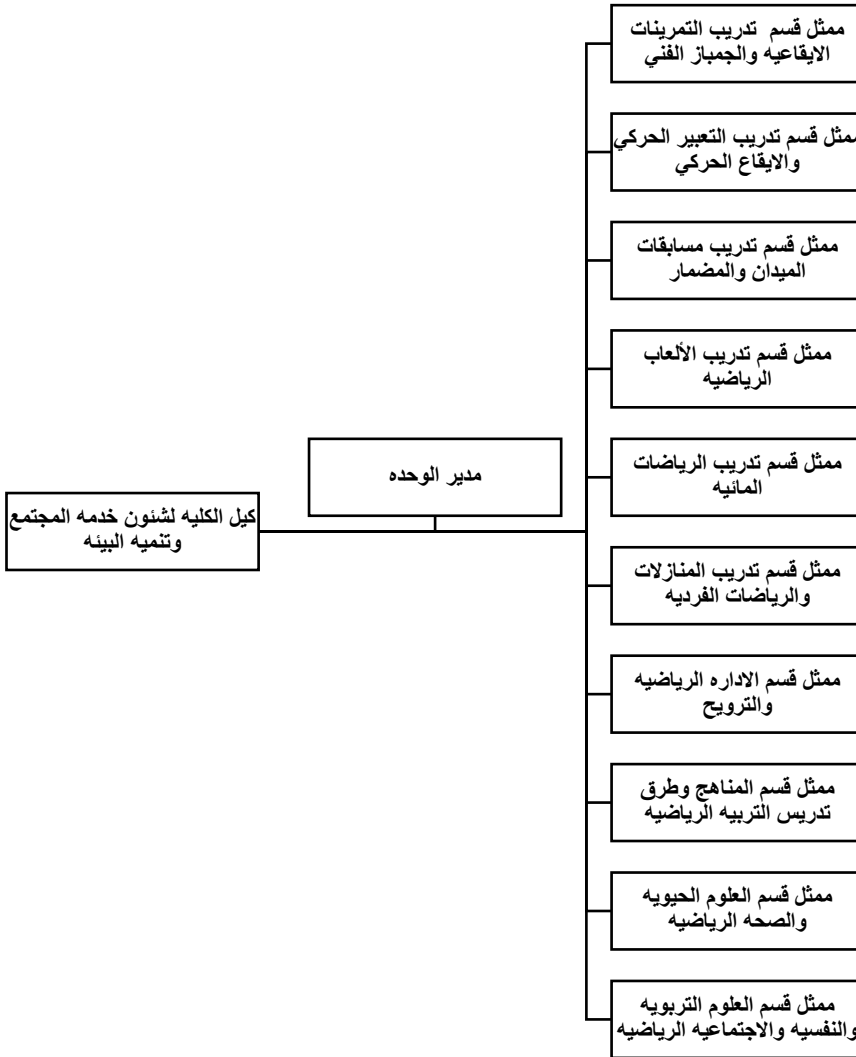 ممثل قسم تدريب التمرينات
الايقاعيه والجمباز الفني
ممثل قسم تدريب التعبير الحركي
والايقاع الحركي
ممثل قسم تدريب مسابقات
الميدان والمضمار
ممثل قسم تدريب الألعاب
الرياضيه
مدير الوحده
ممثل قسم تدريب الرياضات
المائيه
كيل الكليه لشئون خدمه المجتمع
وتنميه البيئه
ممثل قسم تدريب المنازلات
والرياضات الفرديه
ممثل قسم الاداره الرياضيه
والترويح
ممثل قسم المناهج وطرق
تدريس التربيه الرياضيه
ممثل قسم العلوم الحيويه
والصحه الرياضيه
ممثل قسم العلوم التربويه
والنفسيه والاجتماعيه الرياضيه